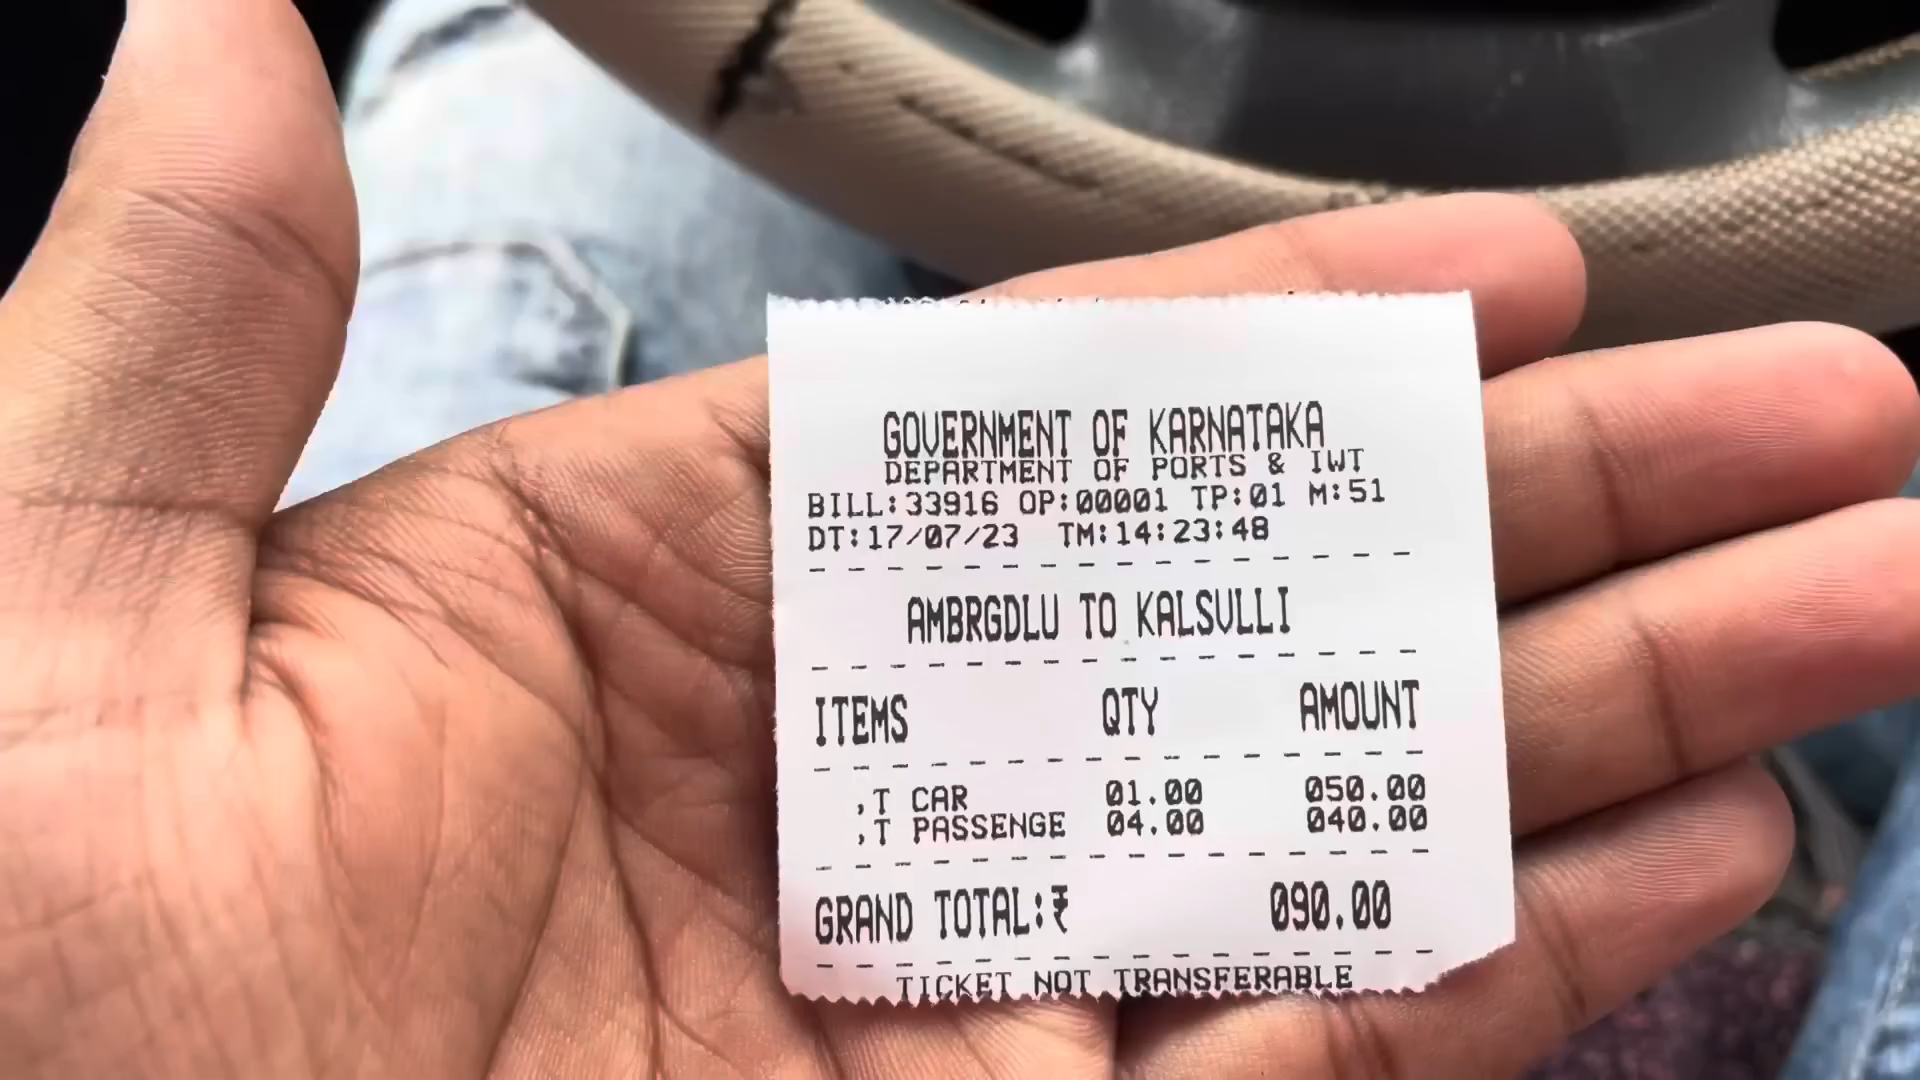 GOVERNMENT OF KARNATAKA
DEPARTMENT OF PORTS & IWT
BILL:33916 OP:00001 TP:01 M:51
DT:17/07/23 TM:14:23:48
AMBRGDLU TO KALSVLLI
ITEMS QTY AMOUNT
,T CAR 01.00 050.00
,T PASSENGE 04.00 040.00
GRAND TOTAL:₹ 090.00
TICKET NOT TRANSFERABLE